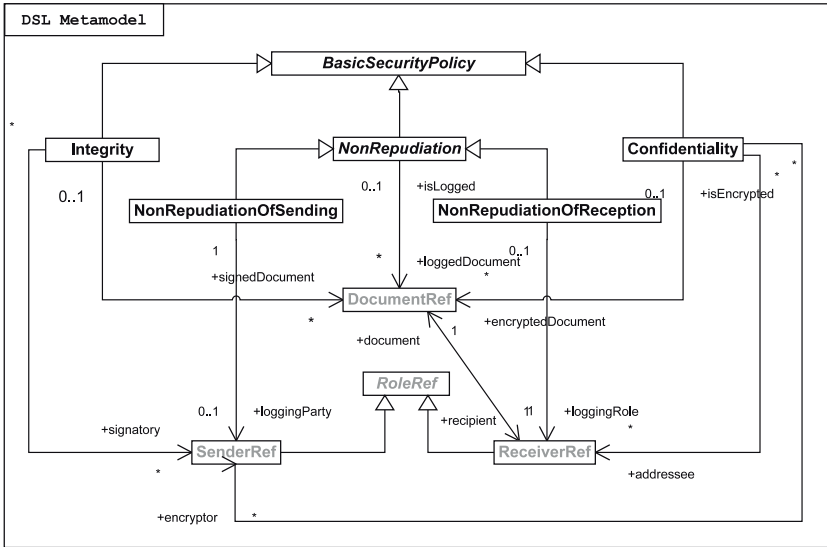 DSL Metamodel
BasicSecurityPolicy
*
Integrity
NonRepudiation
Confidentiality
*
*
0..1
0..1
+isLogged
0..1
+isEncrypted
NonRepudiationOfSending
NonRepudiationOfReception
1
0..1
+signedDocument
*
+loggedDocument
*
DocumentRef
*
+encryptedDocument
+document
1
RoleRef
0..1
+loggingParty
+recipient
11
+loggingRole
+signatory
*
SenderRef
ReceiverRef
*
+addressee
+encryptor
*